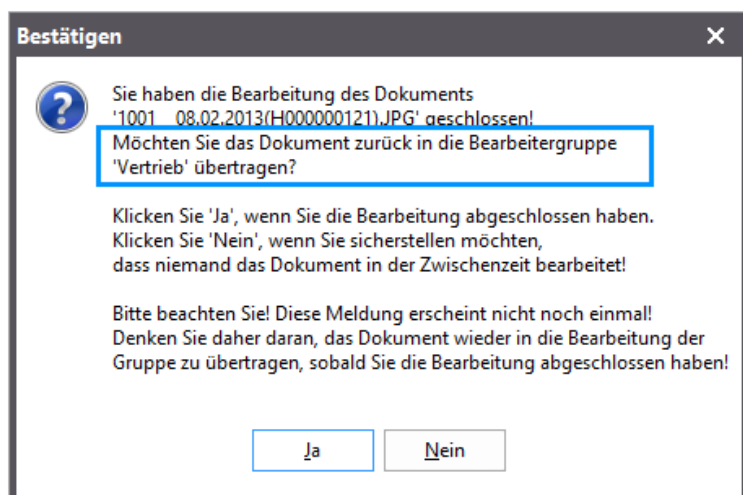 Bestätigen
Sie haben die Bearbeitung des Dokuments
'1001 08.02.2013(H000000121).JPG' geschlossen!
Möchten Sie das Dokument zurück in die Bearbeitergruppe
'Vertrieb' übertragen?
Klicken Sie 'Ja', wenn Sie die Bearbeitung abgeschlossen haben.
Klicken Sie 'Nein', wenn Sie sicherstellen möchten,
dass niemand das Dokument in der Zwischenzeit bearbeitet!
Bitte beachten Sie! Diese Meldung erscheint nicht noch einmal!
Denken Sie daher daran, das Dokument wieder in die Bearbeitung der
Gruppe zu übertragen, sobald Sie die Bearbeitung abgeschlossen haben!
Ja
Nein